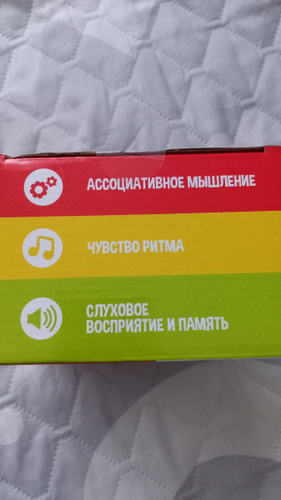 АССОЦИАТИВНОЕ МЫШЛЕНИЕ
ЧУВСТВО РИТМА
СЛУХОВОЕ
ВОСПРИЯТИЕ И ПАМЯТЬ